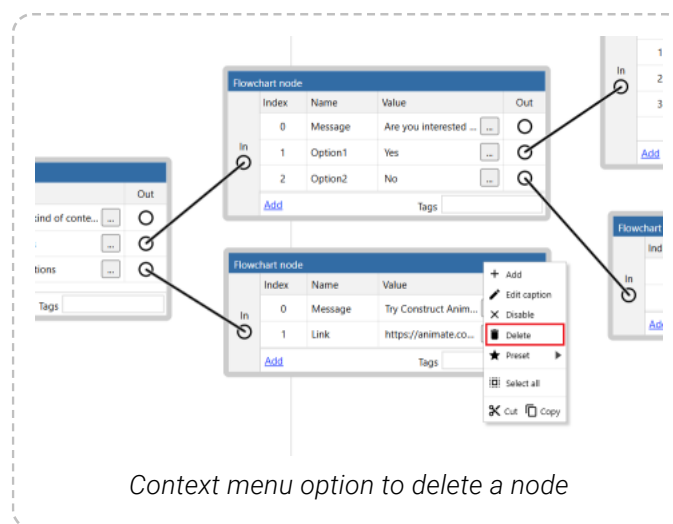 Flowchart node
Index Name Value Out
In
0 Message Are you interested ... ...
1 Option1 Yes ...
2 Option2 No ...
Add Tags
In
1
2
3
Add
Out
kind of conte... ...
...
tions ...
Tags
Flowchart node
Index Name Value
In
0 Message Try Construct Anim...
1 Link https://animate.co...
Add Tags
+ Add
Edit caption
Disable
Delete
Preset
Select all
Cut Copy
Flowchart
Ind
In
Context menu option to delete a node